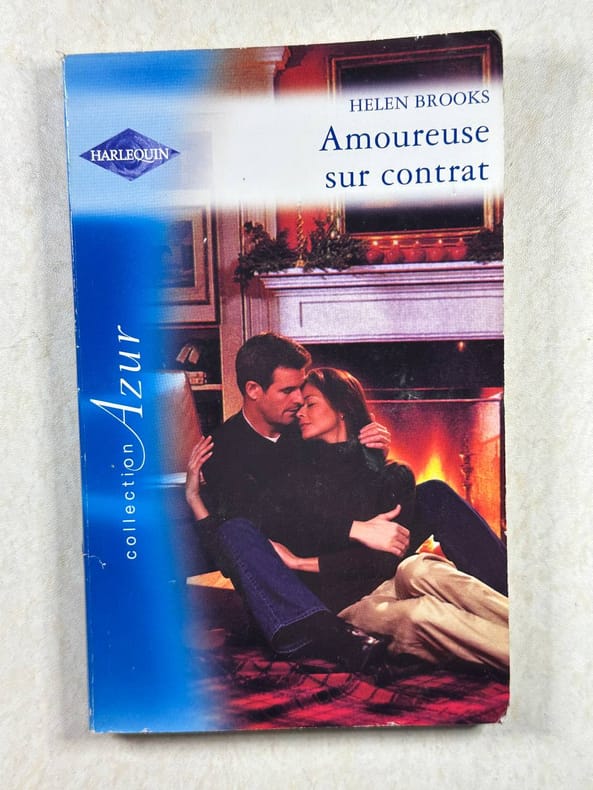 HELEN BROOKS
Amoureuse
sur contrat
HARLEQUIN
collection Azur